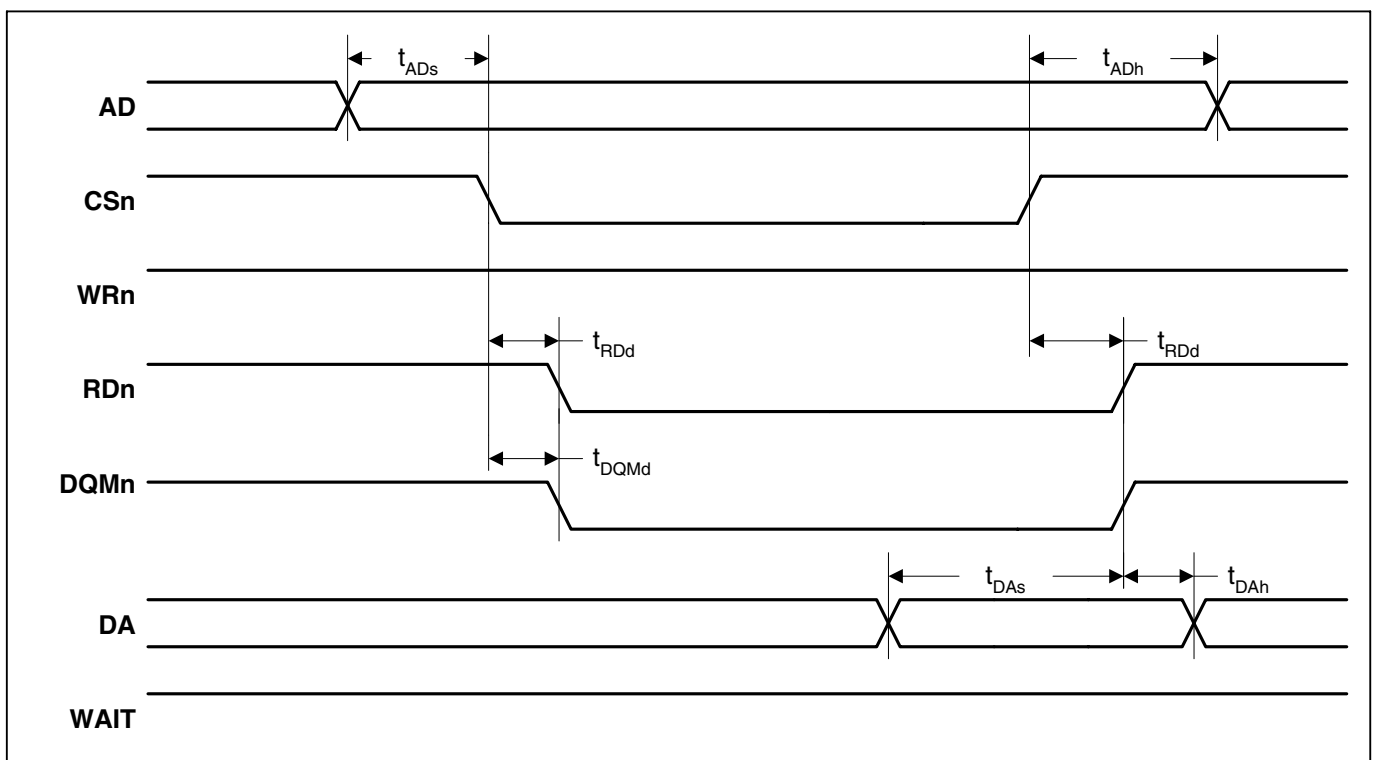 tADs
tADh
AD
CSn
WRn
tRDd
tRDd
RDn
tDQMd
DQMn
tDAs
tDAh
DA
WAIT